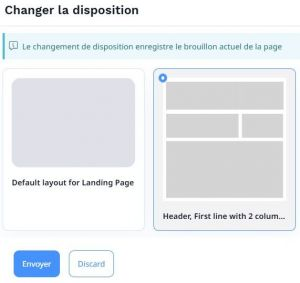 Changer la disposition
Le changement de disposition enregistre le brouillon actuel de la page
Default layout for Landing Page
Header, First line with 2 colum...
Envoyer
Discard